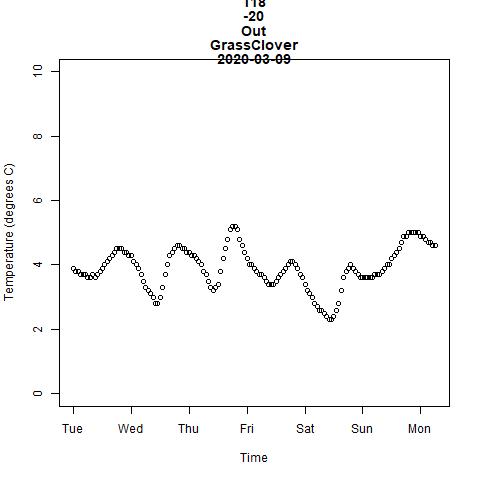 T18
-20
Out
GrassClover
2020-03-09
Temperature (degrees C)
10
8
6
4
2
0
Tue Wed Thu Fri Sat Sun Mon
Time